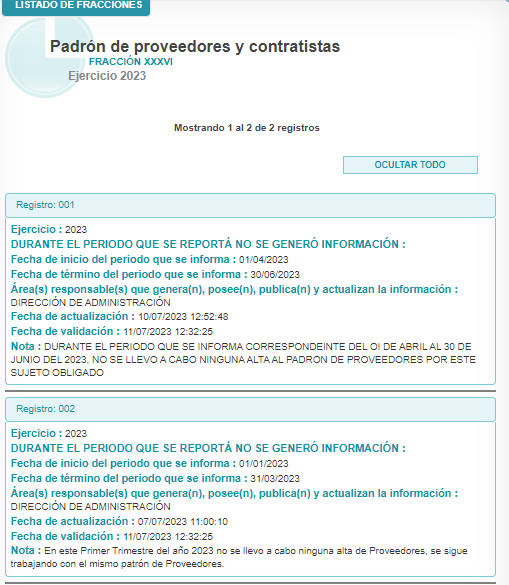 LISTADO DE FRACCIONES
Padrón de proveedores y contratistas
FRACCIÓN XXXVI
Ejercicio 2023
Mostrando 1 al 2 de 2 registros
OCULTAR TODO
Registro: 001
Ejercicio : 2023
DURANTE EL PERIODO QUE SE REPORTÁ NO SE GENERÓ INFORMACIÓN :
Fecha de inicio del periodo que se informa : 01/04/2023
Fecha de término del periodo que se informa : 30/06/2023
Área(s) responsable(s) que genera(n), posee(n), publica(n) y actualizan la información :
DIRECCIÓN DE ADMINISTRACIÓN
Fecha de actualización : 10/07/2023 12:52:48
Fecha de validación : 11/07/2023 12:32:25
Nota : DURANTE EL PERIODO QUE SE INFORMA CORRESPONDEINTE DEL OI DE ABRIL AL 30 DE
JUNIO DEL 2023, NO SE LLEVO A CABO NINGUNA ALTA AL PADRON DE PROVEEDORES POR ESTE
SUJETO OBLIGADO
Registro: 002
Ejercicio : 2023
DURANTE EL PERIODO QUE SE REPORTÁ NO SE GENERÓ INFORMACIÓN :
Fecha de inicio del periodo que se informa : 01/01/2023
Fecha de término del periodo que se informa : 31/03/2023
Área(s) responsable(s) que genera(n), posee(n), publica(n) y actualizan la información :
DIRECCIÓN DE ADMINISTRACIÓN
Fecha de actualización : 07/07/2023 11:00:10
Fecha de validación : 11/07/2023 12:32:25
Nota : En este Primer Trimestre del año 2023 no se llevo a cabo ninguna alta de Proveedores, se sigue
trabajando con el mismo patrón de Proveedores.